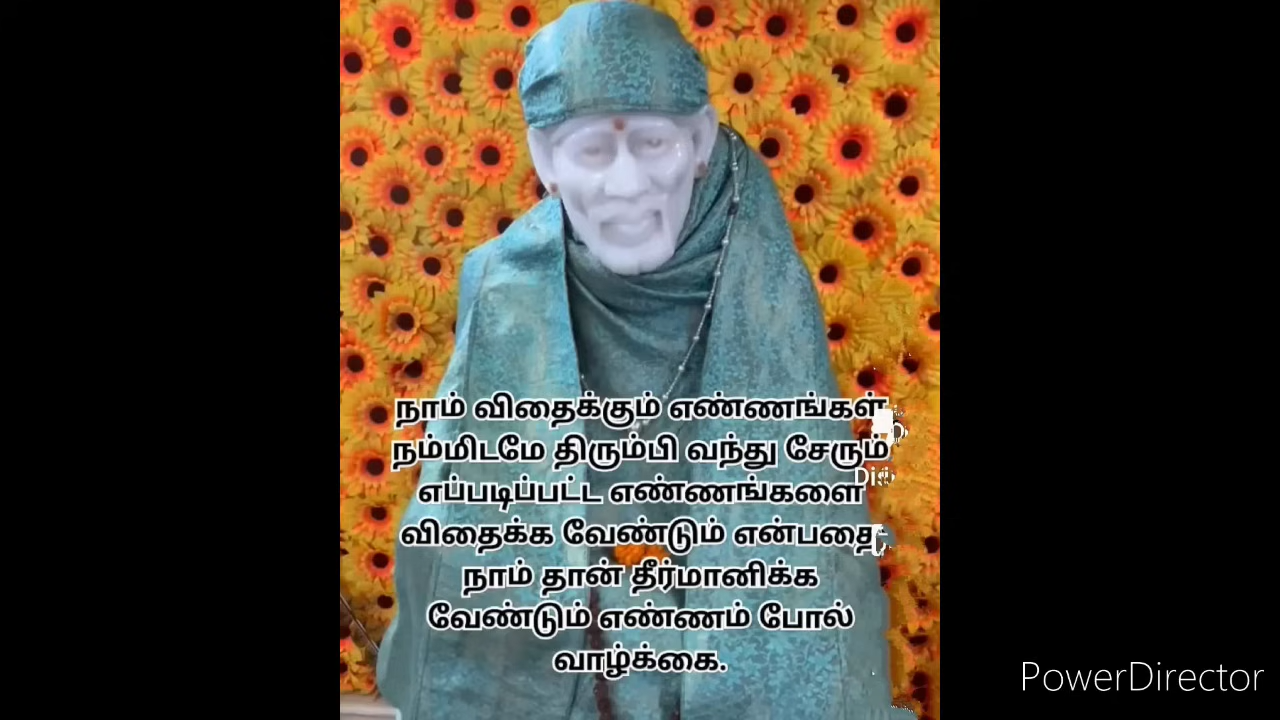 நாம் விதைக்கும் எண்ணங்கள்
நம்மிடமே திரும்பி வந்து சேரும்
எப்படிப்பட்ட எண்ணங்களை
விதைக்க வேண்டும் என்பதை
நாம் தான் தீர்மானிக்க
வேண்டும் எண்ணம் போல்
வாழ்க்கை.
PowerDirector